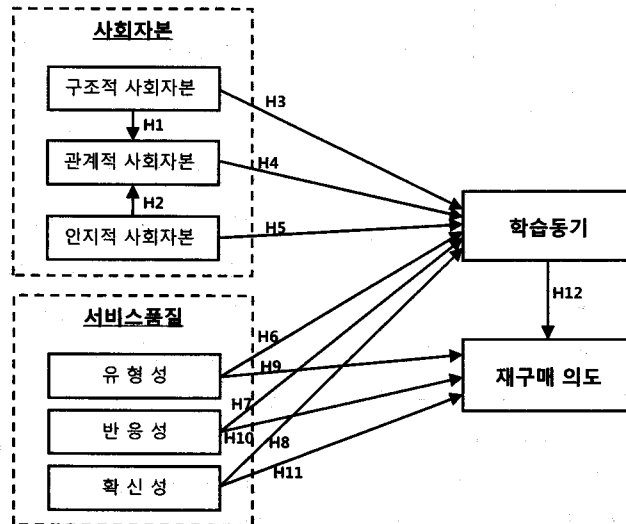 사회자본
구조적 사회자본
H3
H1
관계적 사회자본
H4
H2
인지적 사회자본
H5
학습동기
H12
서비스품질
H6
유 형 성
H9
재구매 의도
H7
반 응 성
H10
H8
확 신 성
H11